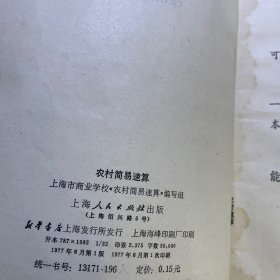 农村简易速算
上海市商业学校《农村简易速算》编写组
上海人民出版社出版
(上海绍兴路5号)
新华书店上海发行所发行 上海海峰印刷厂印刷
开本 787×1092 1/32 印张 3.375 字数 38,000
1977年6月第1版 1977年6月第1次印刷
统一书号: 13171·196 定价: 0.15元
可
一
本
能